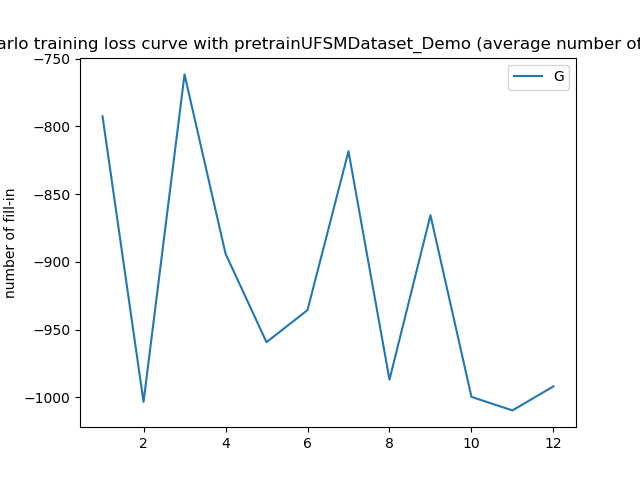 arlo training loss curve with pretrainUFSMDataset_Demo (average number of
G
number of fill-in
−750
−800
−850
−900
−950
−1000
2 4 6 8 10 12